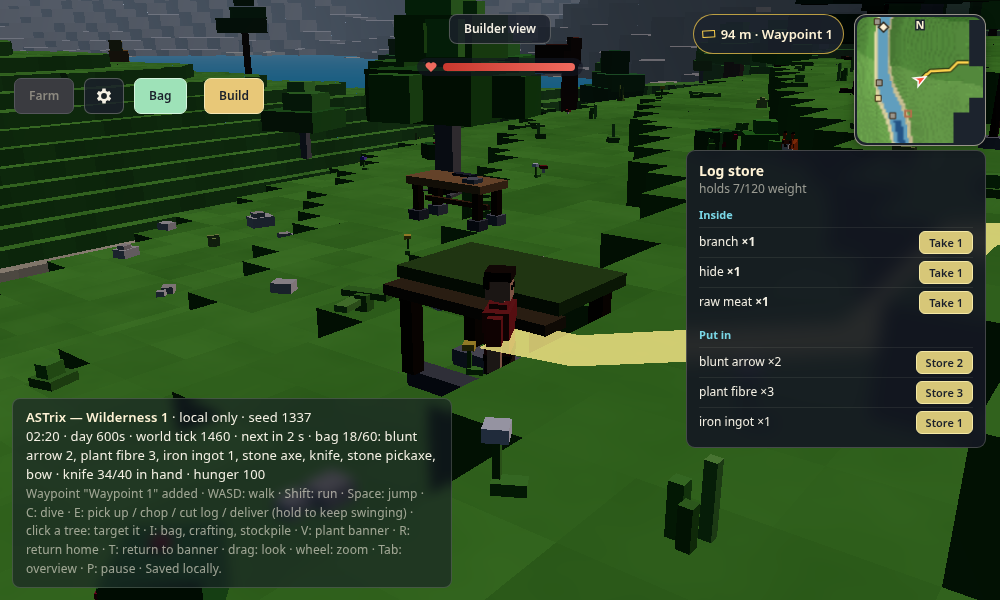 Builder view
94 m · Waypoint 1
N
Farm
Bag
Build
Log store
holds 7/120 weight
Inside
branch ×1
Take 1
hide ×1
Take 1
raw meat ×1
Take 1
Put in
blunt arrow ×2
Store 2
plant fibre ×3
Store 3
iron ingot ×1
Store 1
ASTrix — Wilderness 1 · local only · seed 1337
02:20 · day 600s · world tick 1460 · next in 2 s · bag 18/60: blunt
arrow 2, plant fibre 3, iron ingot 1, stone axe, knife, stone pickaxe,
bow · knife 34/40 in hand · hunger 100
Waypoint "Waypoint 1" added · WASD: walk · Shift: run · Space: jump ·
C: dive · E: pick up / chop / cut log / deliver (hold to keep swinging) ·
click a tree: target it · I: bag, crafting, stockpile · V: plant banner · R:
return home · T: return to banner · drag: look · wheel: zoom · Tab:
overview · P: pause · Saved locally.